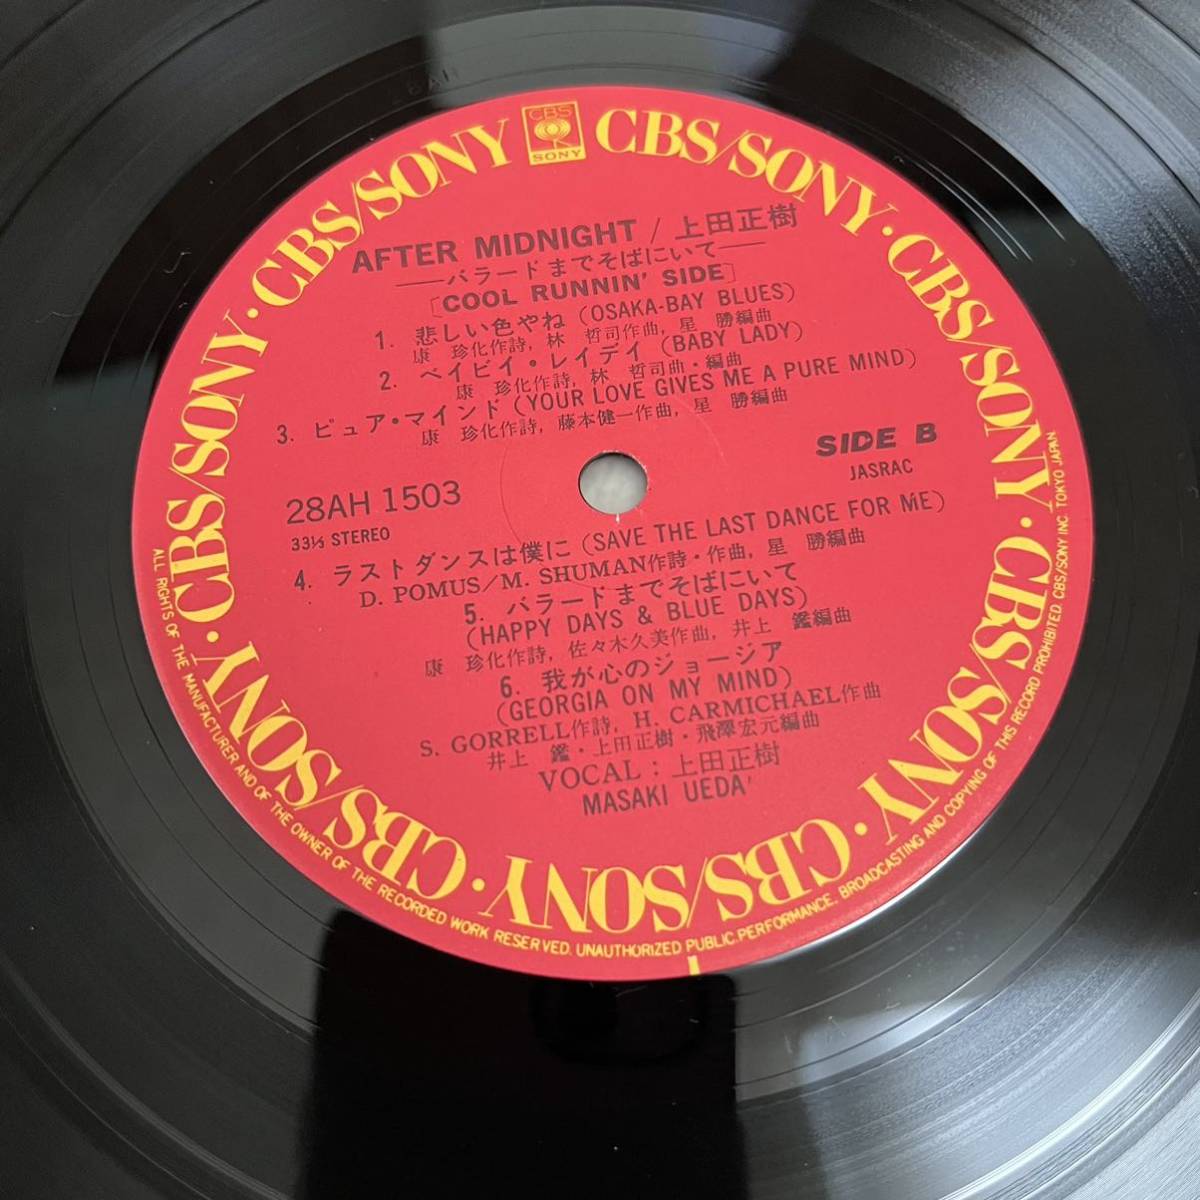 CBS/SONY · CBS/SONY · CBS/SONY · CBS/SONY · CBS/SONY · CBS/SONY · CBS/SONY · CBS/SONY · CBS/SONY
CBS
SONY
AFTER MIDNIGHT / 上田正樹
——バラードまでそばにいて——
[COOL RUNNIN' SIDE]
1. 悲しい色やね (OSAKA-BAY BLUES)
康 珍化作詩, 林 哲司作曲, 星 勝編曲
2. ベイビイ・レイディ (BABY LADY)
康 珍化作詩, 林 哲司曲・編曲
3. ピュア・マインド (YOUR LOVE GIVES ME A PURE MIND)
康 珍化作詩, 藤本健一作曲, 星 勝編曲
SIDE B
JASRAC
28AH 1503
33⅓ STEREO
4. ラストダンスは僕に (SAVE THE LAST DANCE FOR ME)
D. POMUS/M. SHUMAN作詩・作曲, 星 勝編曲
5. バラードまでそばにいて
(HAPPY DAYS & BLUE DAYS)
康 珍化作詩, 佐々木久美作曲, 井上 鑑編曲
6. 我が心のジョージア
(GEORGIA ON MY MIND)
S. GORRELL作詩, H. CARMICHAEL作曲
井上 鑑・上田正樹・飛澤宏元編曲
VOCAL : 上田正樹
MASAKI UEDA
ALL RIGHTS OF THE MANUFACTURER AND OF THE OWNER OF THE RECORDED WORK RESERVED. UNAUTHORIZED PUBLIC PERFORMANCE, BROADCASTING AND COPYING OF THIS RECORD PROHIBITED. CBS/SONY INC. TOKYO JAPAN